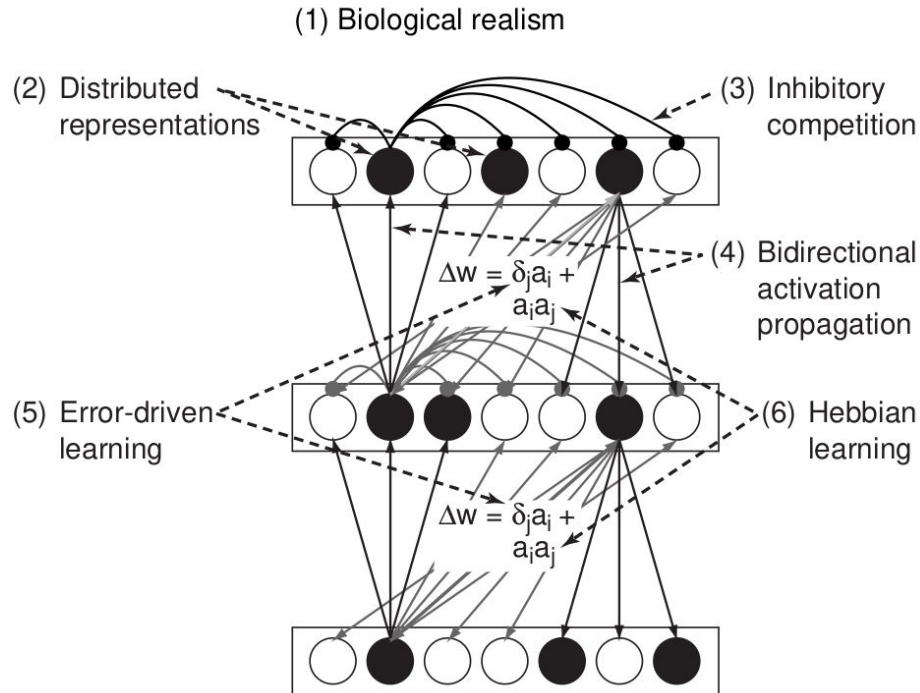 (1) Biological realism
(2) Distributed
representations
(3) Inhibitory
competition
(4) Bidirectional
activation
propagation
Δw = δjai +
aiaj
(5) Error-driven
learning
(6) Hebbian
learning
Δw = δjai +
aiaj